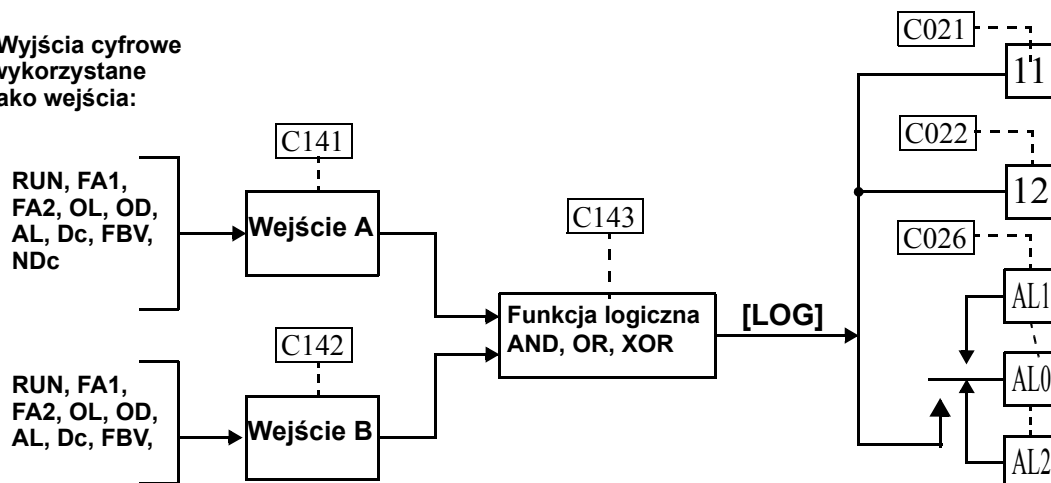 Wyjścia cyfrowe
wykorzystane
ako wejścia:
C021
11
C141
C022
RUN, FA1,
FA2, OL, OD,
AL, Dc, FBV,
NDc
Wejście A
12
C143
C026
Funkcja logiczna
AND, OR, XOR
[LOG]
AL1
C142
AL0
RUN, FA1,
FA2, OL, OD,
AL, Dc, FBV,
Wejście B
AL2